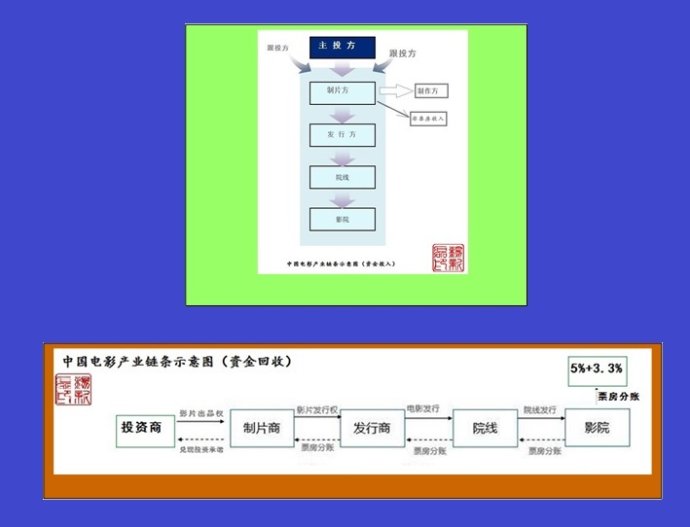 主 投 方
跟投方
跟投方
制片方
制作方
非票房收入
发 行 方
院线
影院
中国电影产业链条示意图（资金投入）
中国电影产业链条示意图（资金回收）
5%+3.3%
票房分账
投资商
影片出品权
兑现投资承诺
制片商
影片发行权
票房分账
发行商
电影发行
票房分账
院线
院线发行
票房分账
影院